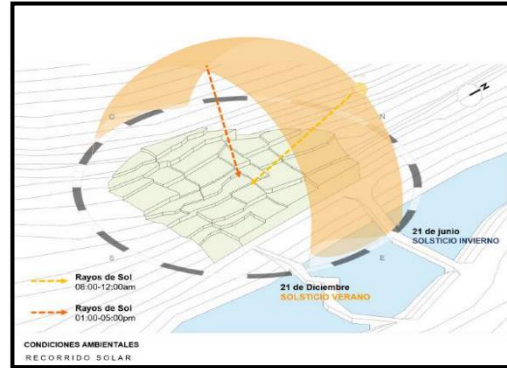 O
N
N
S
E
21 de junio
SOLSTICIO INVIERNO
21 de Diciembre
SOLSTICIO VERANO
Rayos de Sol
08:00-12:00am
Rayos de Sol
01:00-05:00pm
CONDICIONES AMBIENTALES
RECORRIDO SOLAR